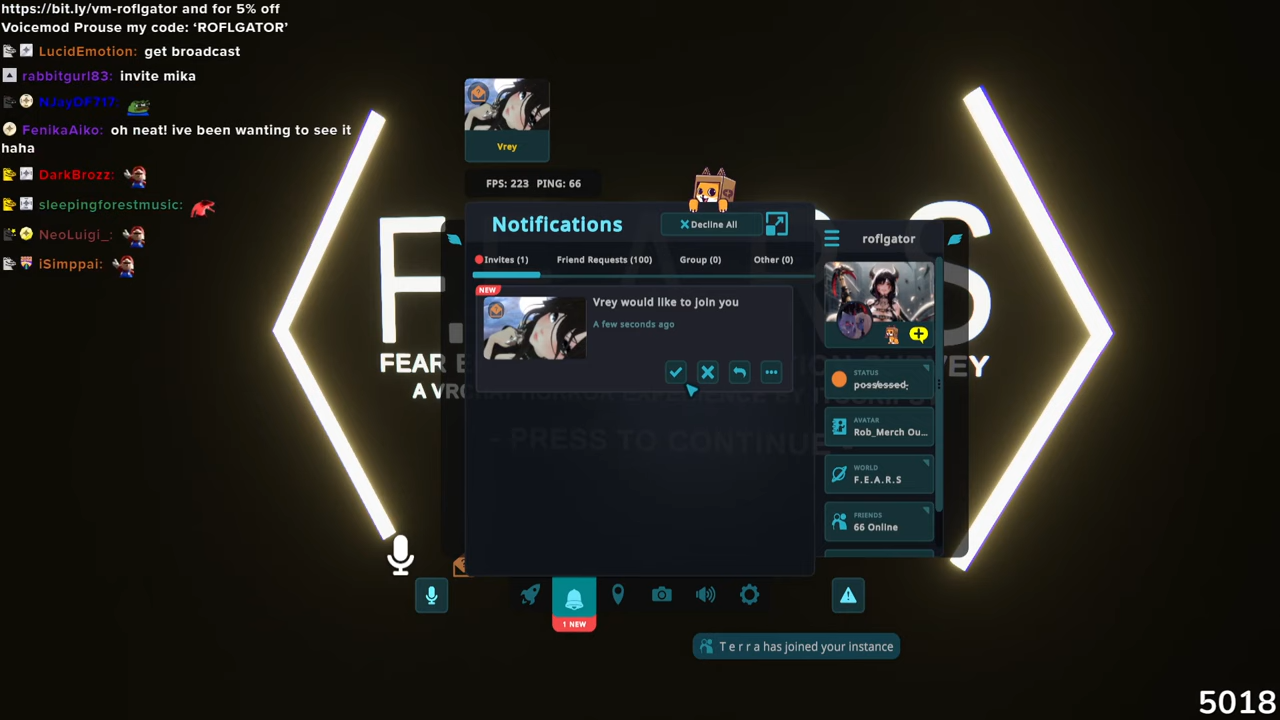 https://bit.ly/vm-roflgator and for 5% off
Voicemod Prouse my code: ‘ROFLGATOR’
LucidEmotion: get broadcast
rabbitgurl83: invite mika
NJayDF717:
FenikaAiko: oh neat! ive been wanting to see it
haha
DarkBrozz:
sleepingforestmusic:
NeoLuigi_:
iSimppai:
Vrey
FPS: 223 PING: 66
Notifications
Decline All
Invites (1)
Friend Requests (100)
Group (0)
Other (0)
NEW
Vrey would like to join you
A few seconds ago
roflgator
STATUS
possessed;
AVATAR
Rob_Merch Ou...
WORLD
F.E.A.R.S
FRIENDS
66 Online
- PRESS TO CONTINUE -
1 NEW
T e r r a has joined your instance
5018